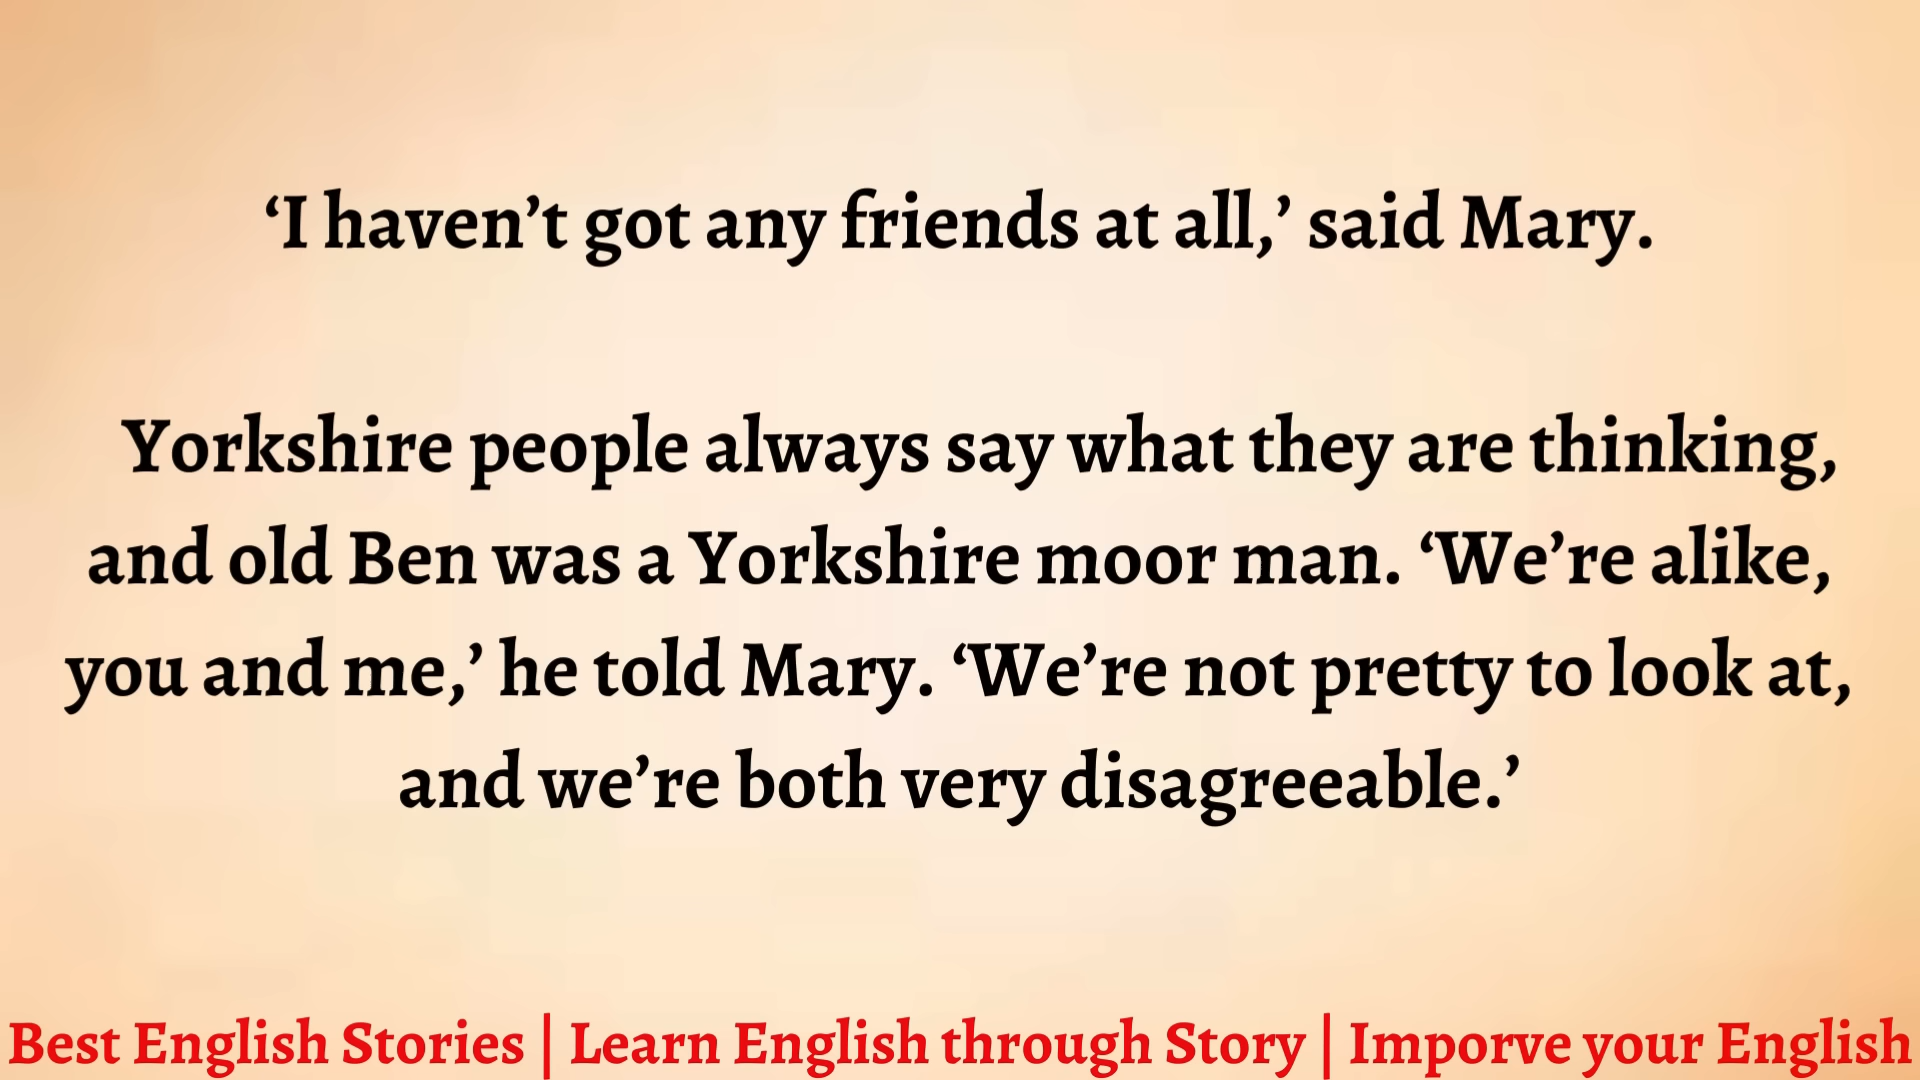 ‘I haven’t got any friends at all,’ said Mary.
Yorkshire people always say what they are thinking,
and old Ben was a Yorkshire moor man. ‘We’re alike,
you and me,’ he told Mary. ‘We’re not pretty to look at,
and we’re both very disagreeable.’
Best English Stories | Learn English through Story | Imporve your English